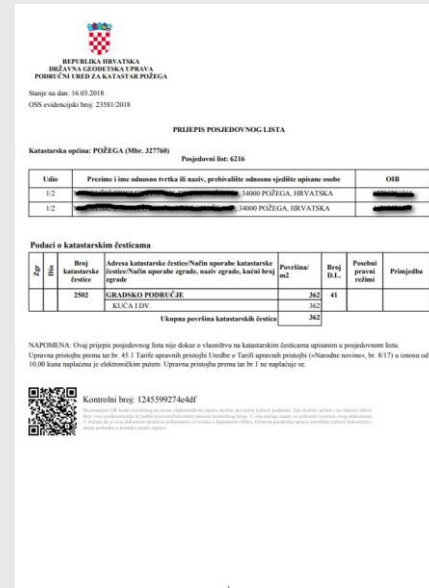 REPUBLIKA HRVATSKA
DRŽAVNA GEODETSKA UPRAVA
PODRUČNI URED ZA KATASTAR POŽEGA
Stanje na dan: 16.03.2018
OSS evidencijski broj: 23581/2018
PRIJEPIS POSJEDOVNOG LISTA
Katastarska općina: POŽEGA (Mbr. 327760)
Posjedovni list: 6216
Udio Prezime i ime odnosno tvrtka ili naziv, prebivalište odnosno sjedište upisane osobe OIB
1/2 34000 POŽEGA, HRVATSKA
1/2 34000 POŽEGA, HRVATSKA
Podaci o katastarskim česticama
Zgr Dio Broj katastarske čestice Adresa katastarske čestice/Način uporabe katastarske čestice/Način uporabe zgrade, naziv zgrade, kućni broj zgrade Površina/ m2 Broj D.L. Posebni pravni režimi Primjedba
2502 GRADSKO PODRUČJE 362 41
KUĆA I DV. 362
Ukupna površina katastarskih čestica 362
NAPOMENA: Ovaj prijepis posjedovnog lista nije dokaz o vlasništvu na katastarskim česticama upisanim u posjedovnom listu.
Upravna pristojba prema tar.br. 45.1 Tarife upravnih pristojbi Uredbe o Tarifi upravnih pristojbi (»Narodne novine«, br. 8/17) u iznosu od
10,00 kuna naplaćena je elektroničkim putem. Upravna pristojba prema tar.br.1 ne naplaćuje se.
Kontrolni broj: 1245599274e4df